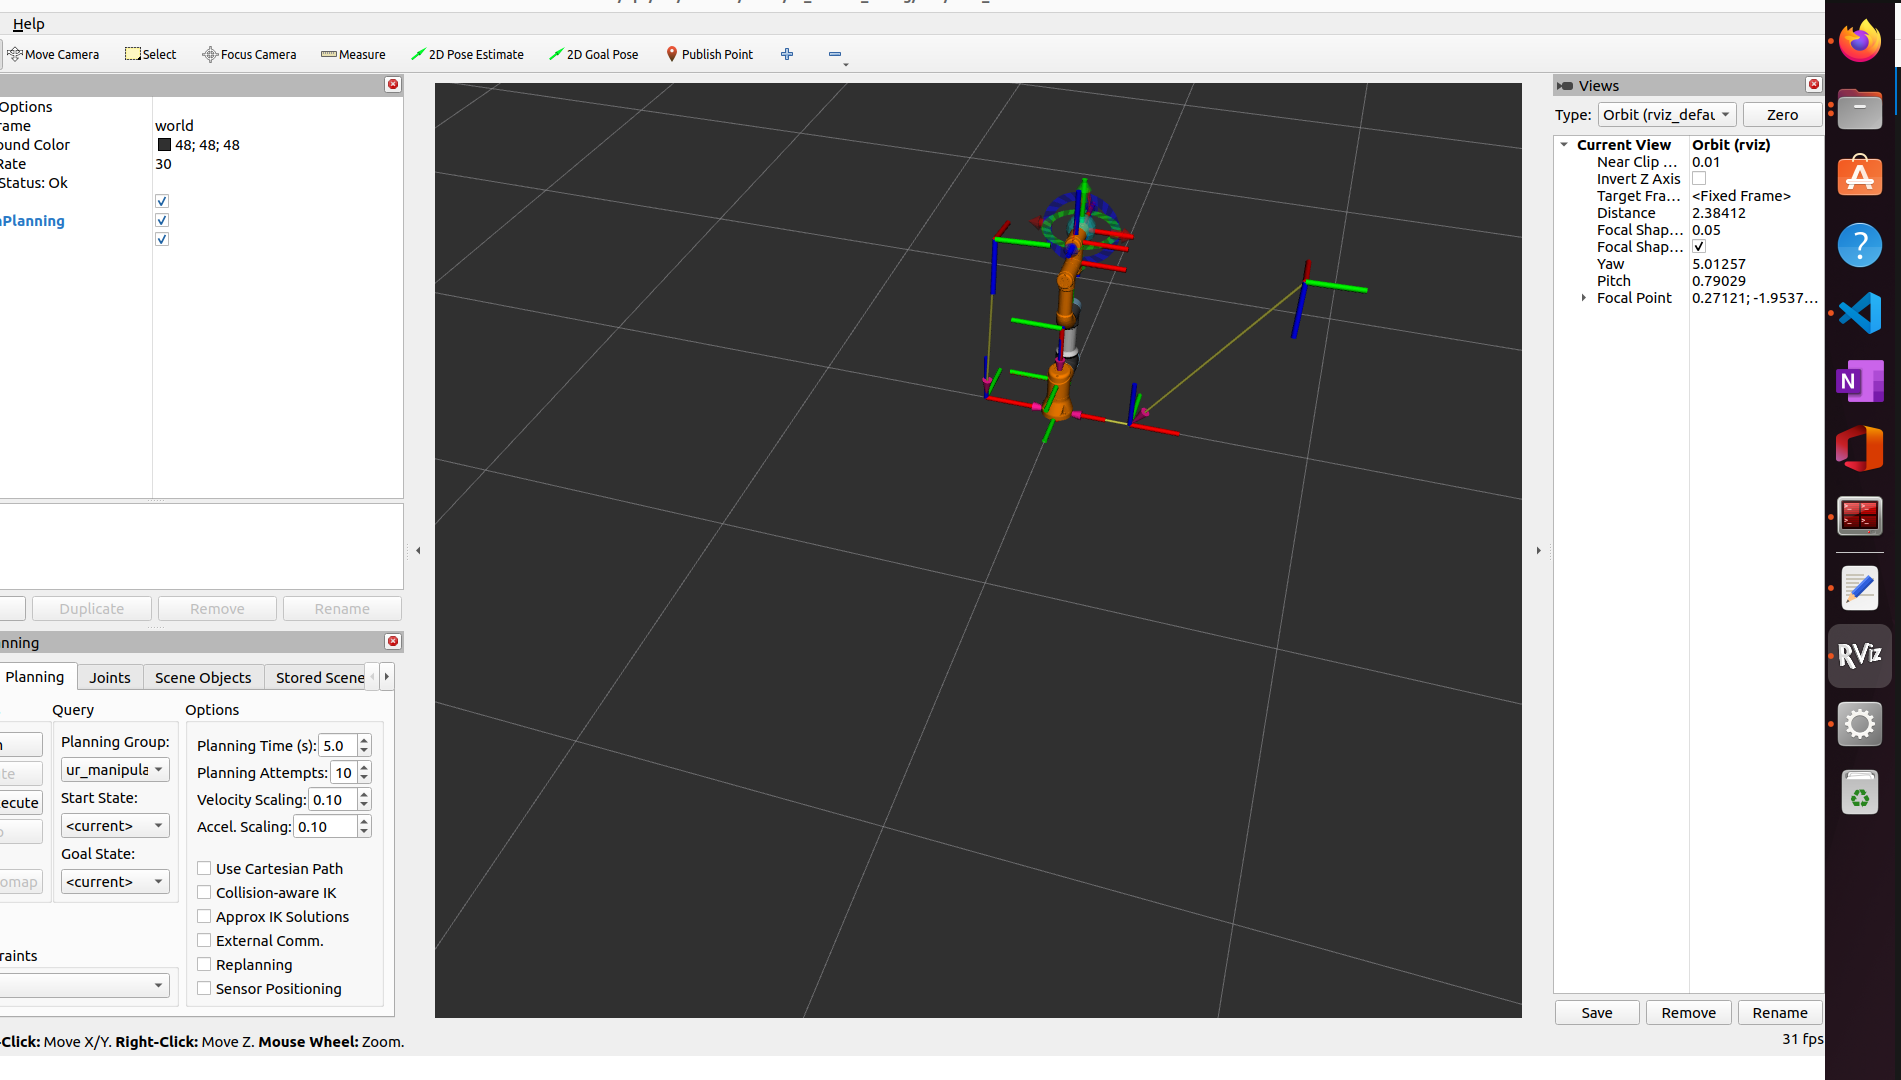 Help
Move Camera Select Focus Camera Measure 2D Pose Estimate 2D Goal Pose Publish Point
Options
rame world
ound Color 48; 48; 48
Rate 30
Status: Ok
Planning
Duplicate Remove Rename
nning
Planning Joints Scene Objects Stored Scene
Query Options
Planning Group:
ur_manipula
Start State:
<current>
Goal State:
<current>
te
ecute
omap
raints
Planning Time (s): 5.0
Planning Attempts: 10
Velocity Scaling: 0.10
Accel. Scaling: 0.10
Use Cartesian Path
Collision-aware IK
Approx IK Solutions
External Comm.
Replanning
Sensor Positioning
-Click: Move X/Y. Right-Click: Move Z. Mouse Wheel: Zoom.
Views
Type: Orbit (rviz_defau Zero
Current View Orbit (rviz)
Near Clip ... 0.01
Invert Z Axis
Target Fra... <Fixed Frame>
Distance 2.38412
Focal Shap... 0.05
Focal Shap...
Yaw 5.01257
Pitch 0.79029
Focal Point 0.27121; -1.9537...
Save Remove Rename
31 fps
A
?
N
RViz